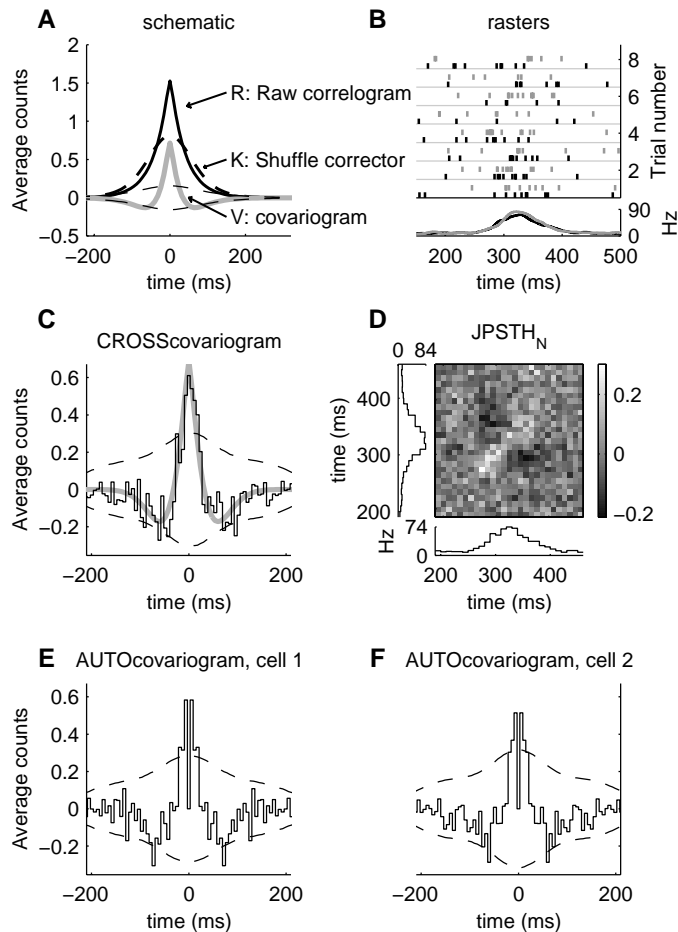 A
schematic
2
1.5
1
0.5
0
−0.5
Average counts
R: Raw correlogram
K: Shuffle corrector
V: covariogram
−200
0
200
time (ms)
B
rasters
8
6
4
2
Trial number
90
0
Hz
200
300
400
500
time (ms)
C
CROSScovariogram
0.6
0.4
0.2
0
−0.2
Average counts
−200
0
200
time (ms)
D
JPSTH_N
0 84
400
300
200
time (ms)
0.2
0
−0.2
Hz
74
0
200
300
400
time (ms)
E
AUTOcovariogram, cell 1
0.6
0.4
0.2
0
−0.2
Average counts
−200
0
200
time (ms)
F
AUTOcovariogram, cell 2
0.6
0.4
0.2
0
−0.2
−200
0
200
time (ms)